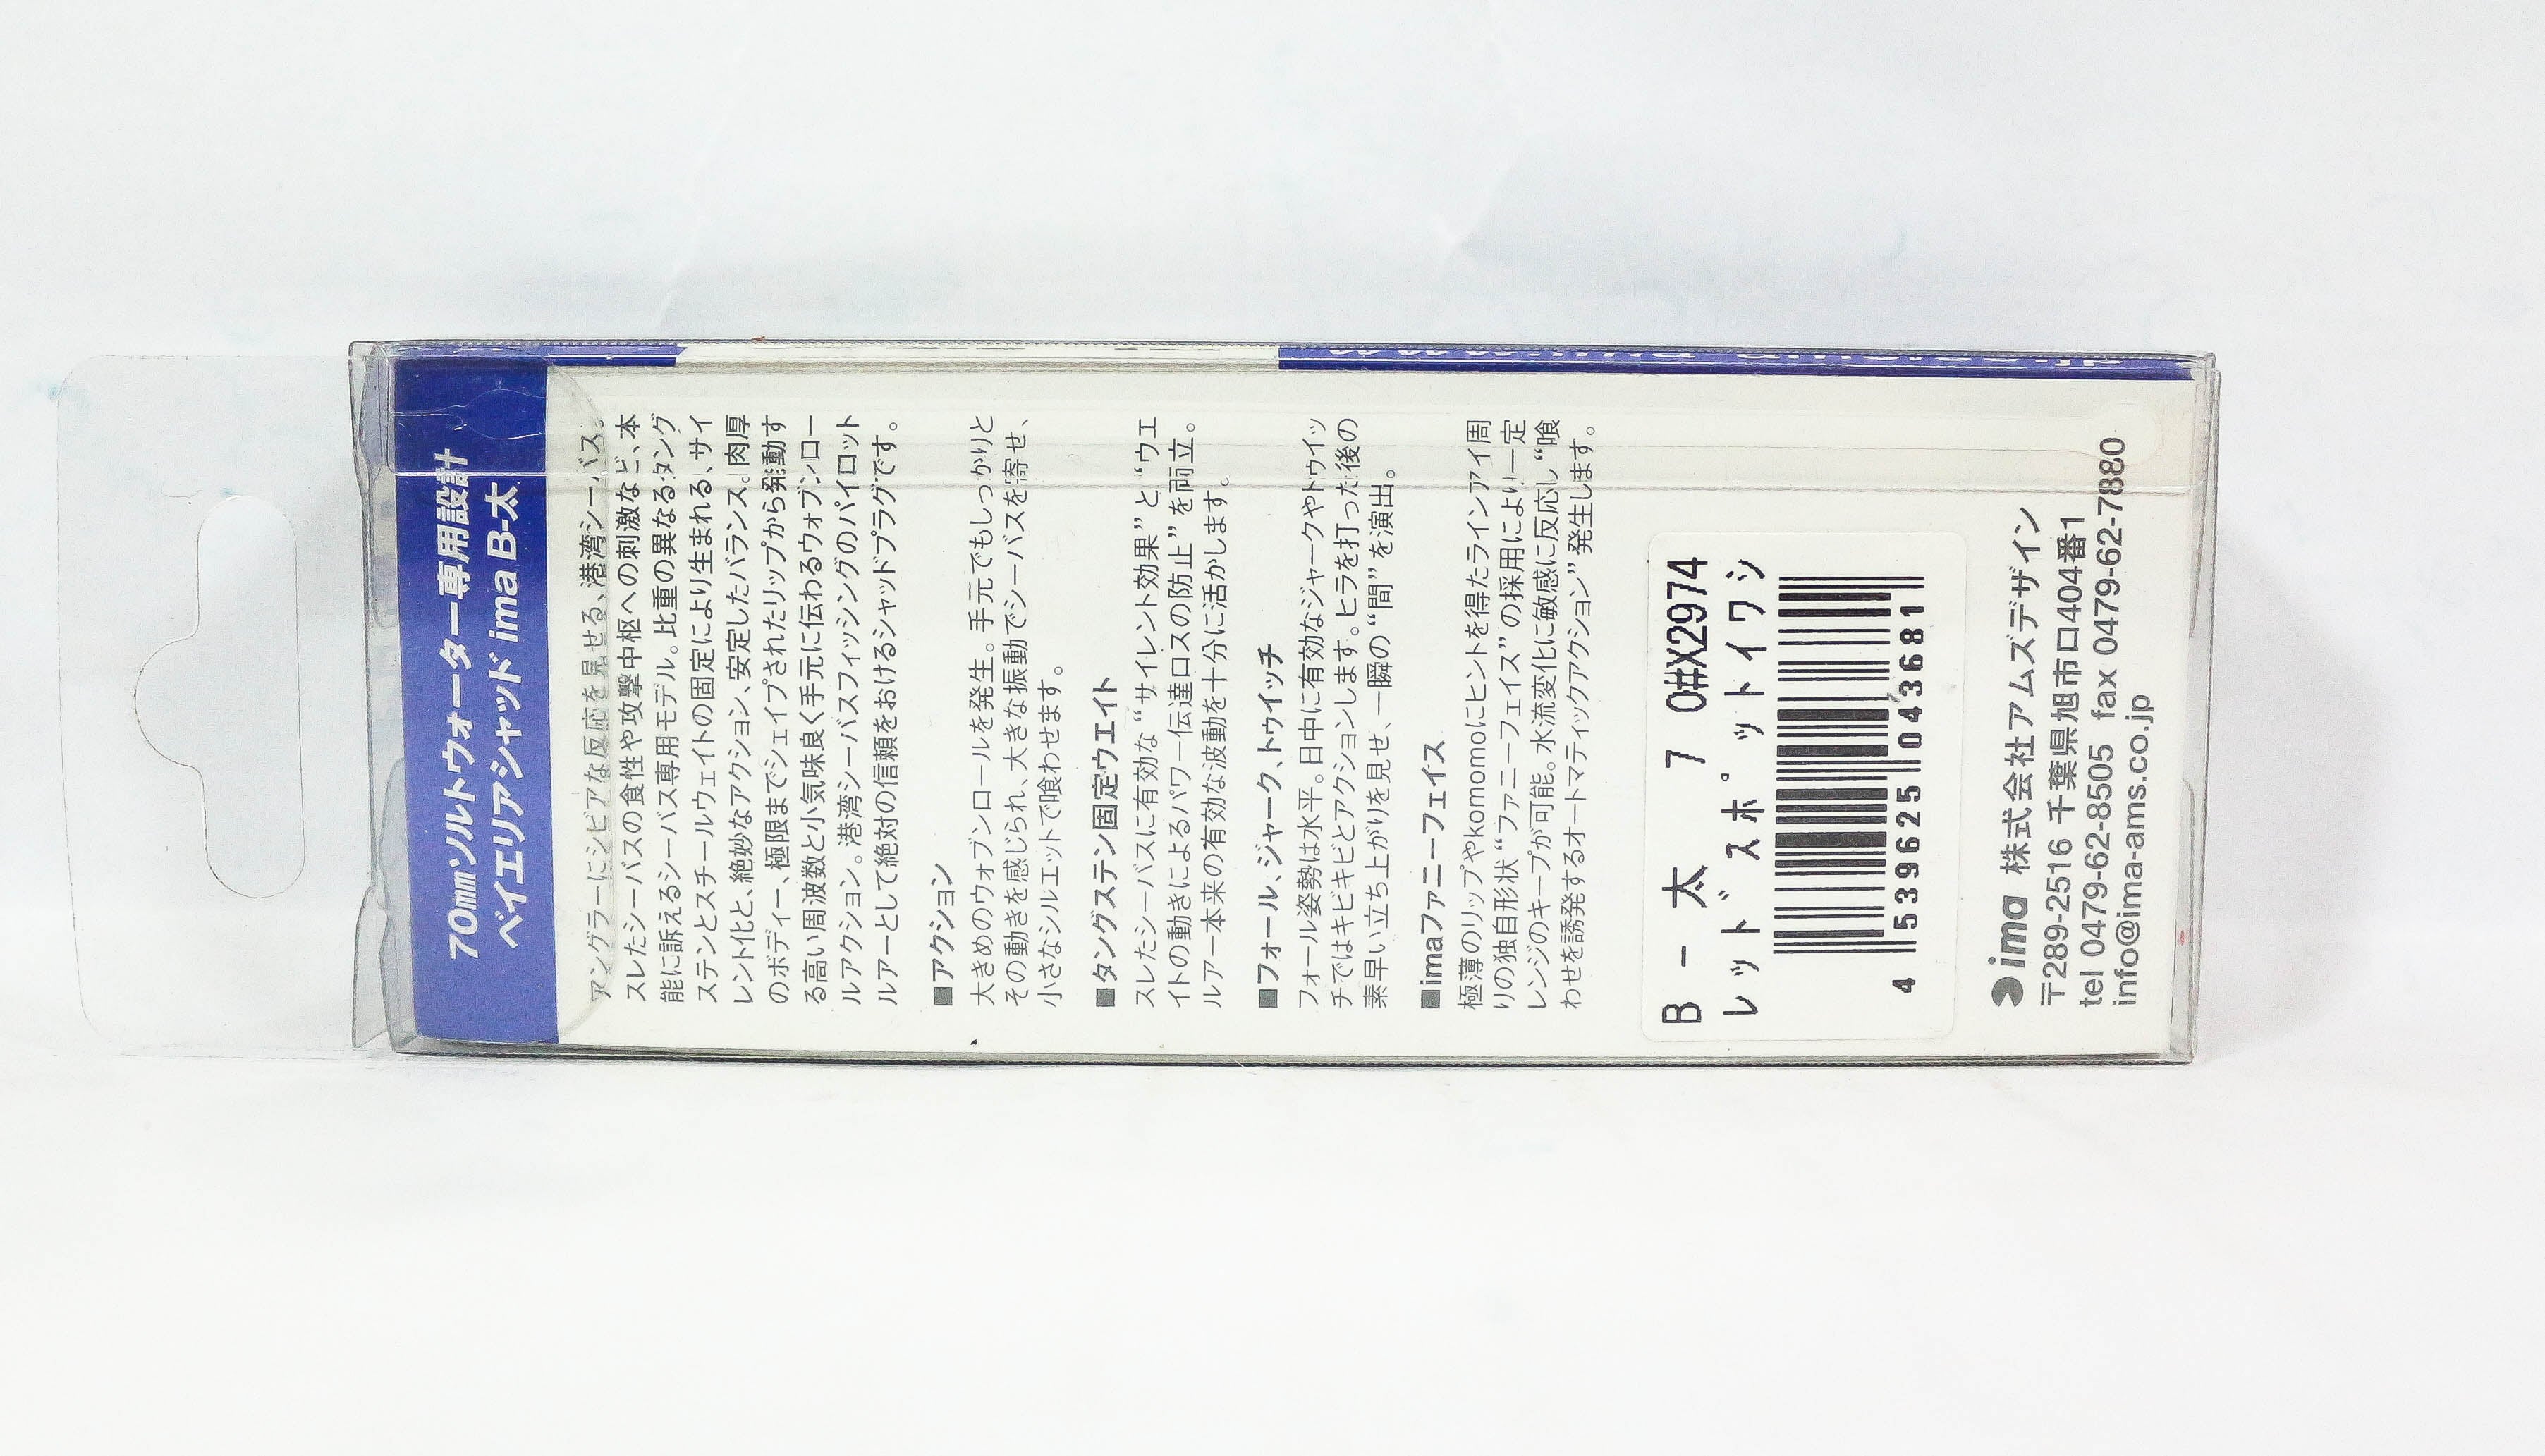 70mmソルトウォーター専用設計
ベイエリアシャッド ima B-太
アングラーにシビアな反応を見せる、港湾シーバス。
スレたシーバスの食性や攻撃中枢への刺激など、本
能に訴えるシーバス専用モデル。比重の異なるタング
ステンとスチールウェイトの固定により生まれる、サイ
レント化と、絶妙なアクション、安定したバランス。肉厚
のボディー、極限までシェイプされたリップから発動す
る高い周波数と小気味良く手元に伝わるウォブンロー
ルアクション。港湾シーバスフィッシングのパイロット
ルアーとして絶対の信頼をおけるシャッドプラグです。
■アクション
大きめのウォブンロールを発生。手元でもしっかりと
その動きを感じられ、大きな振動でシーバスを寄せ、
小さなシルエットで喰わせます。
■タングステン固定ウエイト
スレたシーバスに有効な“サイレント効果”と“ウエ
イトの動きによるパワー伝達ロスの防止”を両立。
ルアー本来の有効な波動を十分に活かします。
■フォール、ジャーク、トゥイッチ
フォール姿勢は水平。日中に有効なジャークやトゥイッ
チではキビキビとアクションします。ヒラを打った後の
素早い立ち上がりを見せ、一瞬の“間”を演出。
■imaファニーフェイス
極薄のリップやkomomoにヒントを得たラインアイ周
りの独自形状“ファニーフェイズ”の採用により一定
レンジのキープが可能。水流変化に敏感に反応し“喰
わせを誘発するオートマティックアクション”発生します。
B - 太 7 0#X2974
レッドスポットイワシ
4 539625 043681
ima 株式会社アムズデザイン
〒289-2516 千葉県旭市ロ404番1
tel 0479-62-8505 fax 0479-62-7880
info@ima-ams.co.jp